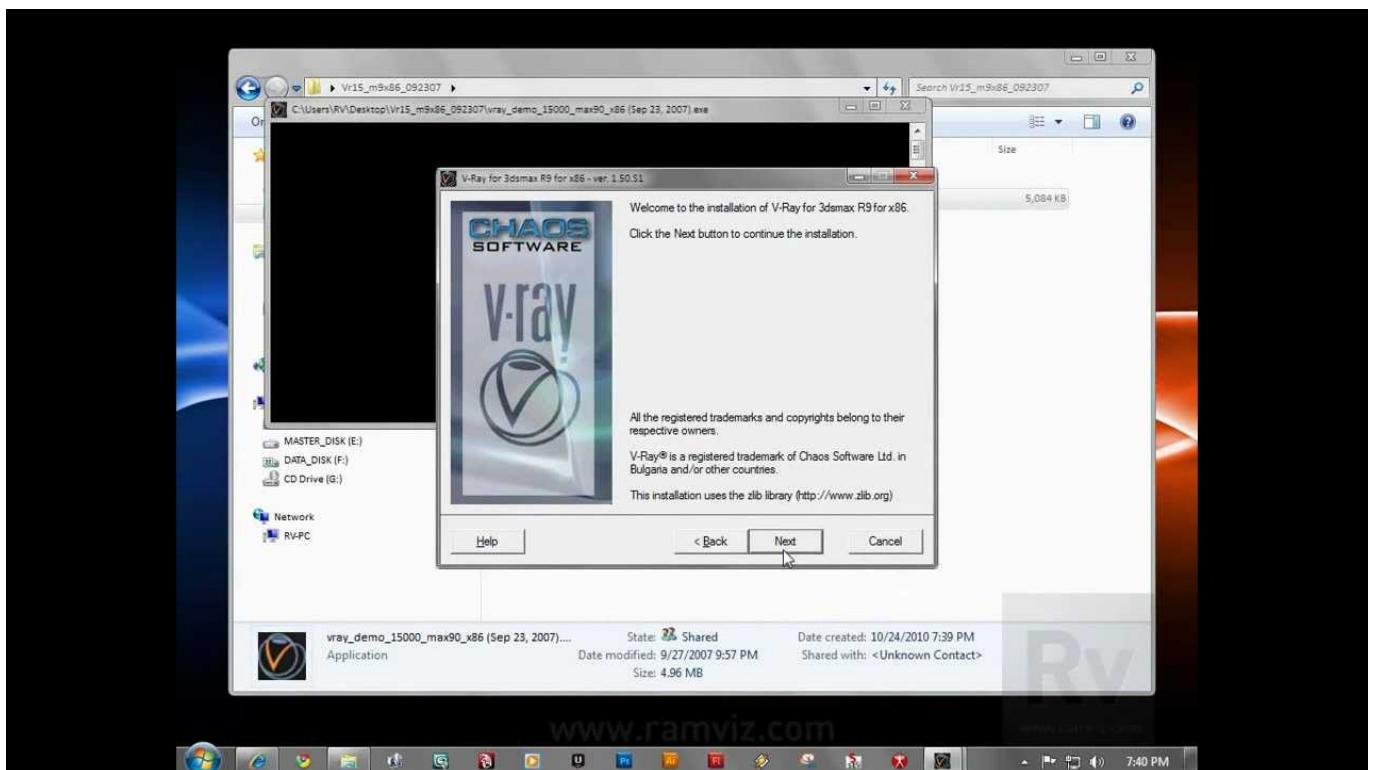 Vr15_m9x86_092307
Search Vr15_m9x86_092307
C:\Users\RV\Desktop\Vr15_m9x86_092307\vray_demo_15000_max90_x86 (Sep 23, 2007).exe
Size
5,084 KB
V-Ray for 3dsmax R9 for x86 - ver. 1.50.S1
CHAOS
SOFTWARE
v-ray
Welcome to the installation of V-Ray for 3dsmax R9 for x86.
Click the Next button to continue the installation.
All the registered trademarks and copyrights belong to their
respective owners.
V-Ray® is a registered trademark of Chaos Software Ltd. in
Bulgaria and/or other countries.
This installation uses the zlib library (http://www.zlib.org)
Help
< Back
Next
Cancel
MASTER_DISK (E:)
DATA_DISK (F:)
CD Drive (G:)
Network
RV-PC
vray_demo_15000_max90_x86 (Sep 23, 2007)....
Application
State: Shared
Date modified: 9/27/2007 9:57 PM
Size: 4.96 MB
Date created: 10/24/2010 7:39 PM
Shared with: <Unknown Contact>
Rv
www.ramviz.com
Ps
Ai
Fl
7:40 PM